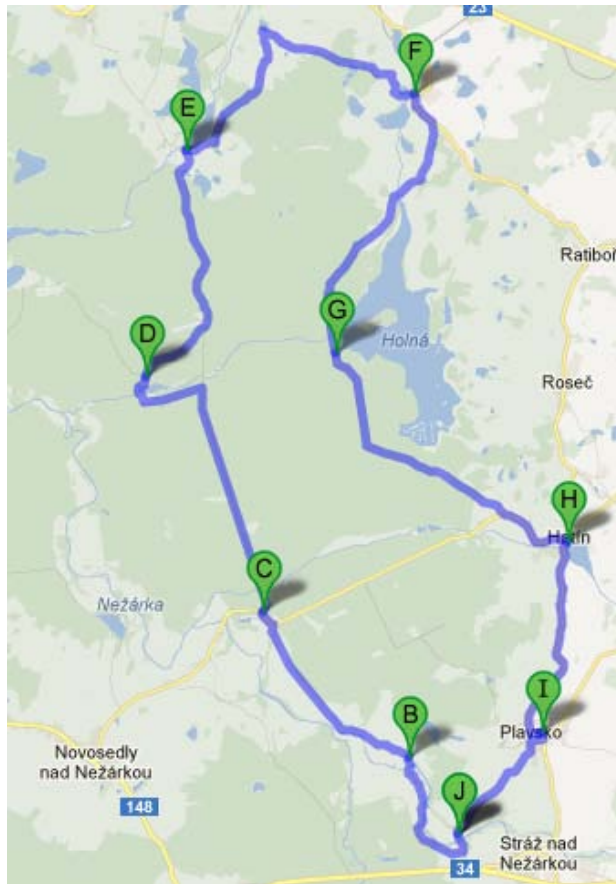 23
F
E
Ratiboř
G
D
Holná
Roseč
H
Hatín
C
Nežárka
I
B
Plavsko
Novosedly
nad Nežárkou
148
J
Stráž nad
Nežárkou
34